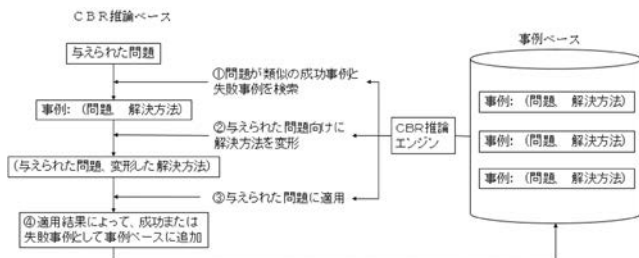 CBR推論ベース
与えられた問題
①問題が類似の成功事例と
失敗事例を検索
事例:(問題、解決方法)
②与えられた問題向けに
解決方法を変形
(与えられた問題、変形した解決方法)
③与えられた問題に適用
④適用結果によって、成功または
失敗事例として事例ベースに追加
CBR推論
エンジン
事例ベース
事例:(問題、解決方法)
事例:(問題、解決方法)
事例:(問題、解決方法)